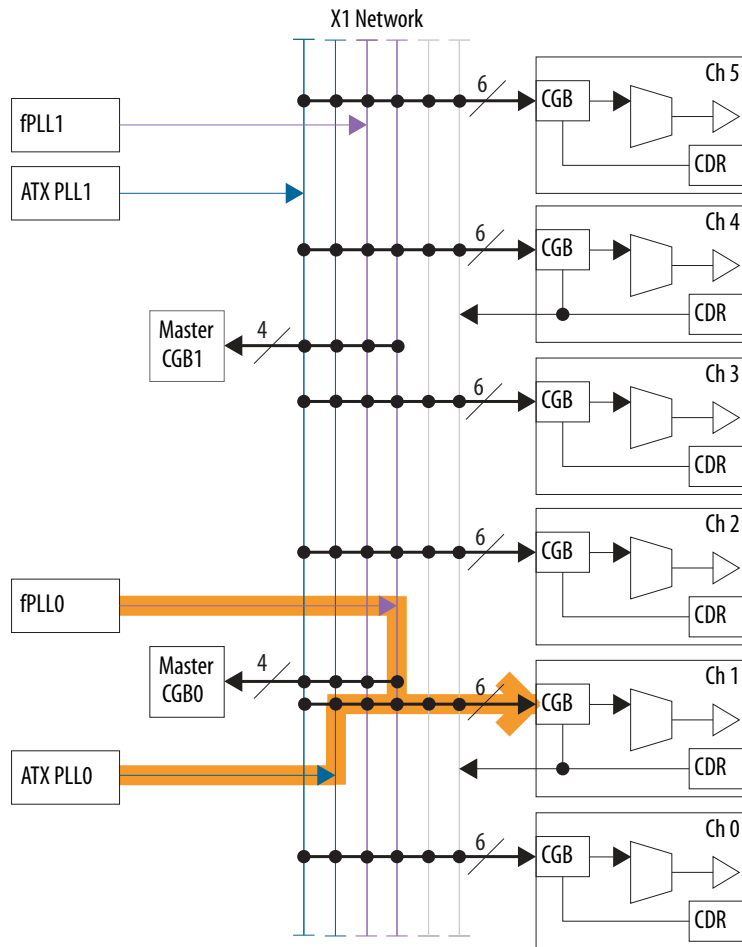 X1 Network
Ch 5
6
CGB
fPLL1
CDR
ATX PLL1
Ch 4
6
CGB
CDR
Master
CGB1
4
Ch 3
6
CGB
CDR
Ch 2
6
CGB
fPLL0
CDR
Master
CGB0
4
Ch 1
6
CGB
ATX PLL0
CDR
Ch 0
6
CGB
CDR